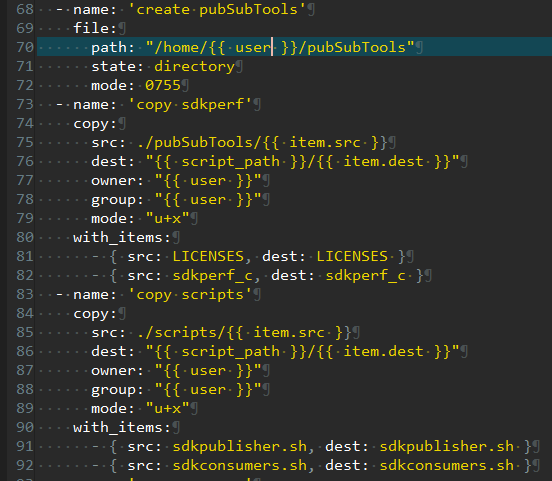 68 - name: 'create pubSubTools'
69 file:
70 path: "/home/{{ user }}/pubSubTools"
71 state: directory
72 mode: 0755
73 - name: 'copy sdkperf'
74 copy:
75 src: ./pubSubTools/{{ item.src }}
76 dest: "{{ script_path }}/{{ item.dest }}"
77 owner: "{{ user }}"
78 group: "{{ user }}"
79 mode: "u+x"
80 with_items:
81 - { src: LICENSES, dest: LICENSES }
82 - { src: sdkperf_c, dest: sdkperf_c }
83 - name: 'copy scripts'
84 copy:
85 src: ./scripts/{{ item.src }}
86 dest: "{{ script_path }}/{{ item.dest }}"
87 owner: "{{ user }}"
88 group: "{{ user }}"
89 mode: "u+x"
90 with_items:
91 - { src: sdkpublisher.sh, dest: sdkpublisher.sh }
92 - { src: sdkconsumers.sh, dest: sdkconsumers.sh }